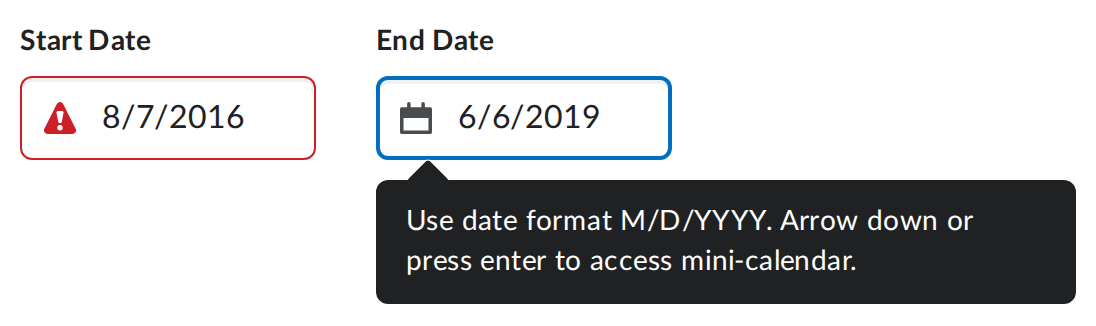 Start Date
End Date
8/7/2016
6/6/2019
Use date format M/D/YYYY. Arrow down or
press enter to access mini-calendar.